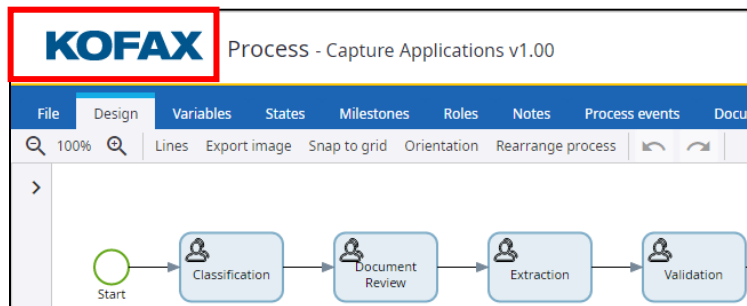 KOFAX Process - Capture Applications v1.00
File Design Variables States Milestones Roles Notes Process events
100% Lines Export image Snap to grid Orientation Rearrange process
Classification Document Review Extraction Validation
Start